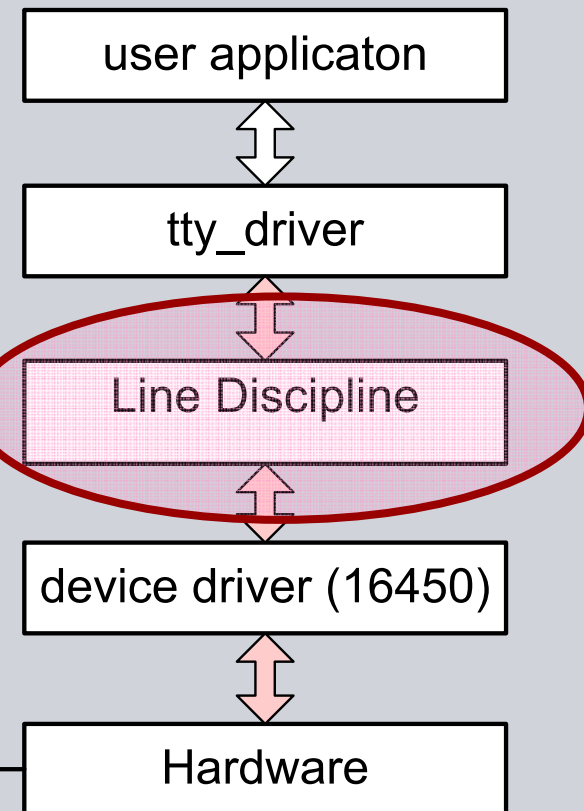 user applicaton
tty_driver
Line Discipline
device driver (16450)
Hardware